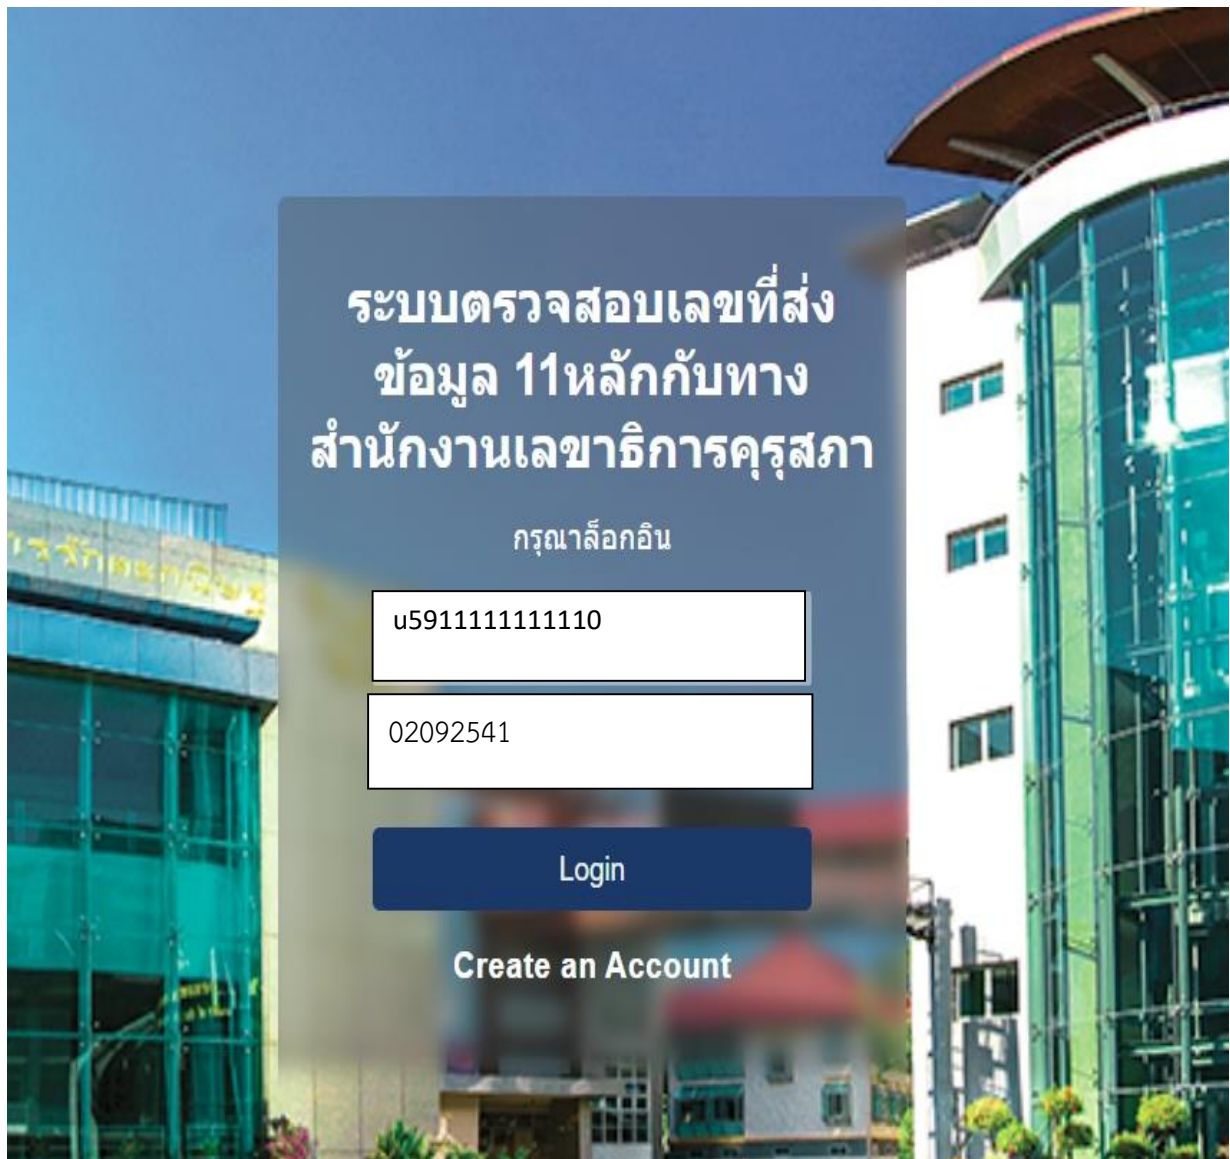 ระบบตรวจสอบเลขที่ส่ง
ข้อมูล 11หลักกับทาง
สำนักงานเลขาธิการคุรุสภา
กรุณาล็อกอิน
u5911111111110
02092541
Login
Create an Account